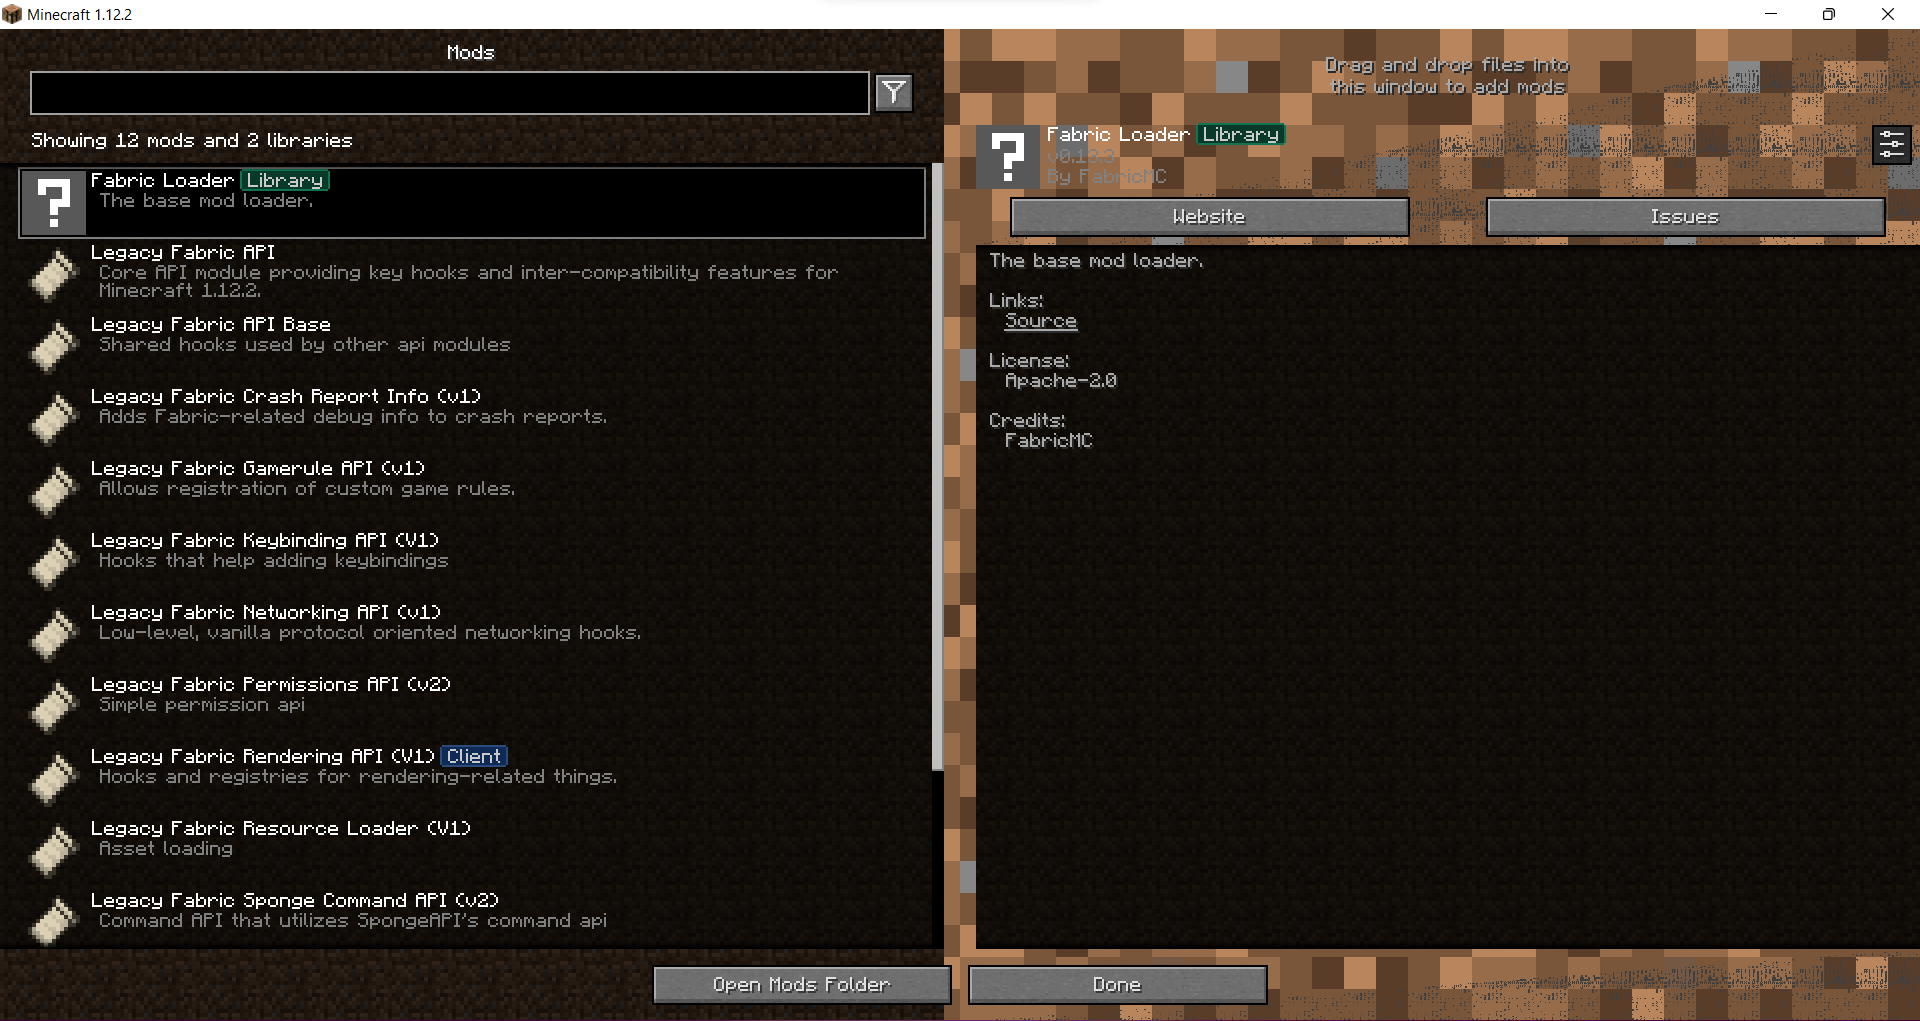 Minecraft 1.12.2
Mods
Showing 12 mods and 2 libraries
Fabric Loader Library
The base mod loader.
Legacy Fabric API
Core API module providing key hooks and inter-compatibility features for
Minecraft 1.12.2.
Legacy Fabric API Base
Shared hooks used by other api modules
Legacy Fabric Crash Report Info (v1)
Adds Fabric-related debug info to crash reports.
Legacy Fabric Gamerule API (v1)
Allows registration of custom game rules.
Legacy Fabric Keybinding API (V1)
Hooks that help adding keybindings
Legacy Fabric Networking API (v1)
Low-level, vanilla protocol oriented networking hooks.
Legacy Fabric Permissions API (v2)
Simple permission api
Legacy Fabric Rendering API (V1) Client
Hooks and registries for rendering-related things.
Legacy Fabric Resource Loader (V1)
Asset loading
Legacy Fabric Sponge Command API (v2)
Command API that utilizes SpongeAPI's command api
Drag and drop files into
this window to add mods
Fabric Loader Library
By FabricMC
Website
Issues
The base mod loader.
Links:
Source
License:
Apache-2.0
Credits:
FabricMC
Open Mods Folder
Done